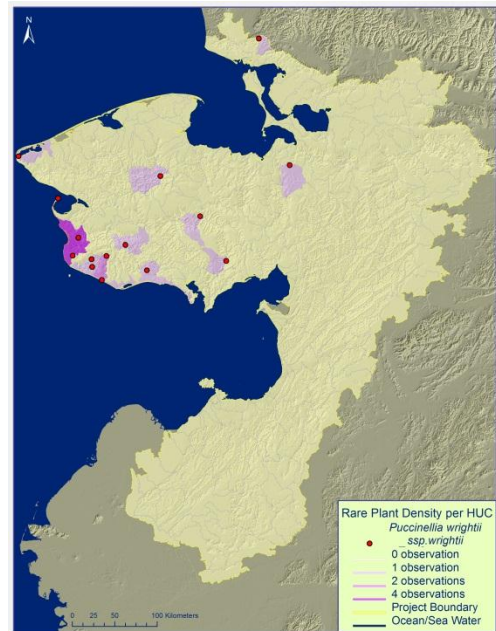 N
0 25 50 100 Kilometers
Rare Plant Density per HUC
Puccinellia wrightii
_ssp.wrightii
0 observation
1 observation
2 observations
4 observations
Project Boundary
Ocean/Sea Water